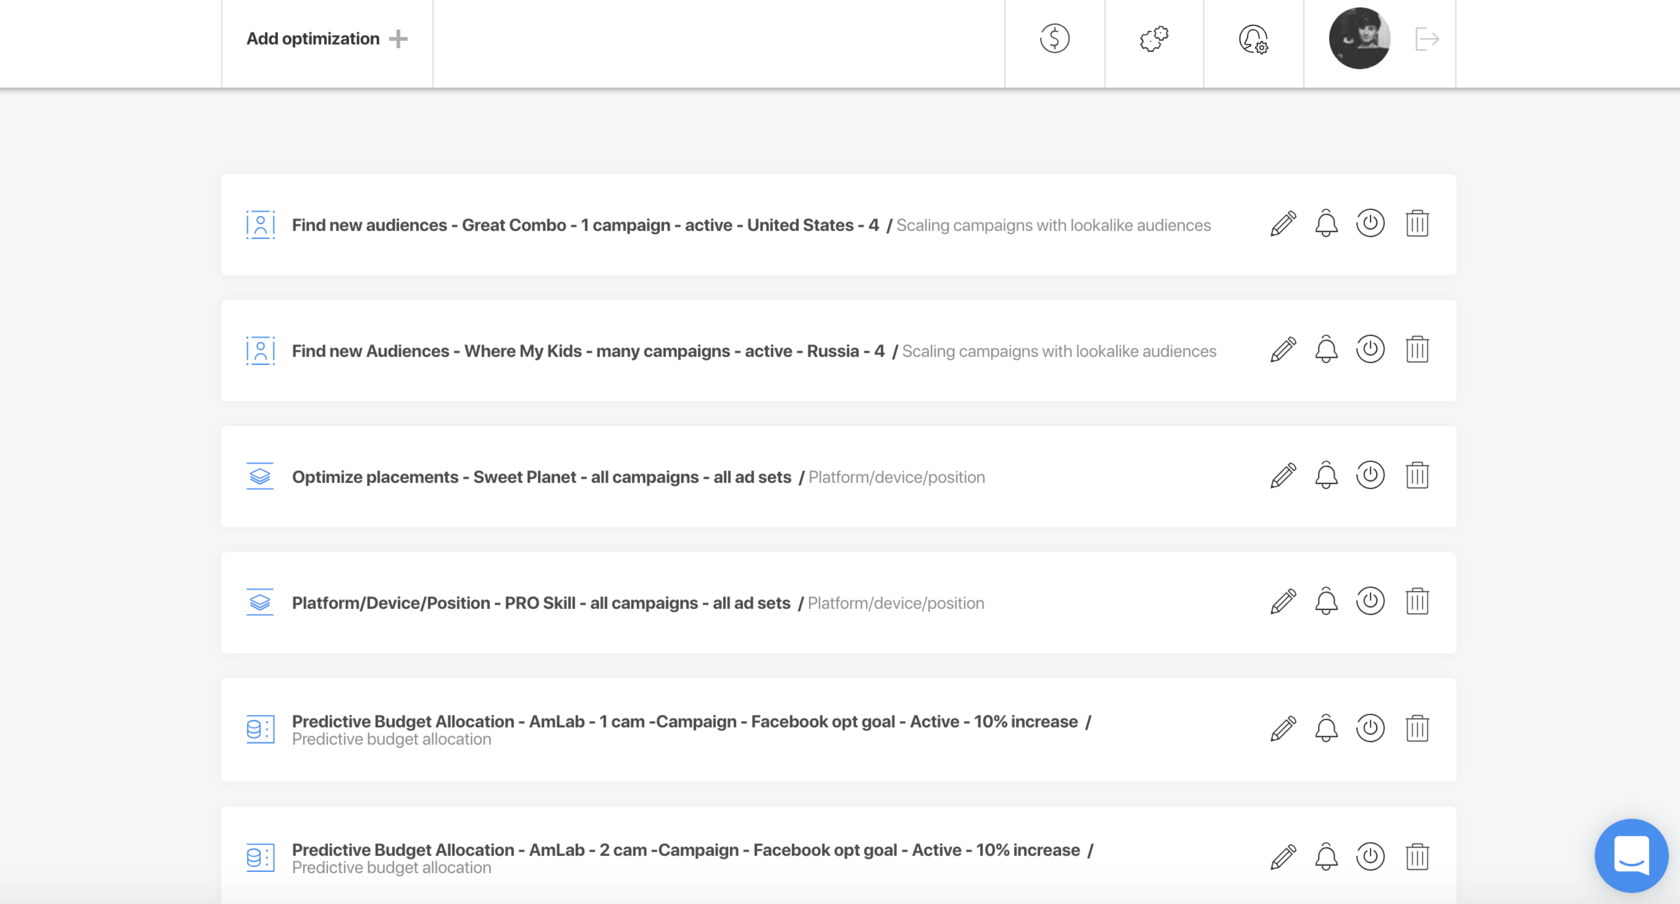 Add optimization
Find new audiences - Great Combo - 1 campaign - active - United States - 4 / Scaling campaigns with lookalike audiences
Find new Audiences - Where My Kids - many campaigns - active - Russia - 4 / Scaling campaigns with lookalike audiences
Optimize placements - Sweet Planet - all campaigns - all ad sets / Platform/device/position
Platform/Device/Position - PRO Skill - all campaigns - all ad sets / Platform/device/position
Predictive Budget Allocation - AmLab - 1 cam -Campaign - Facebook opt goal - Active - 10% increase /
Predictive budget allocation
Predictive Budget Allocation - AmLab - 2 cam -Campaign - Facebook opt goal - Active - 10% increase /
Predictive budget allocation